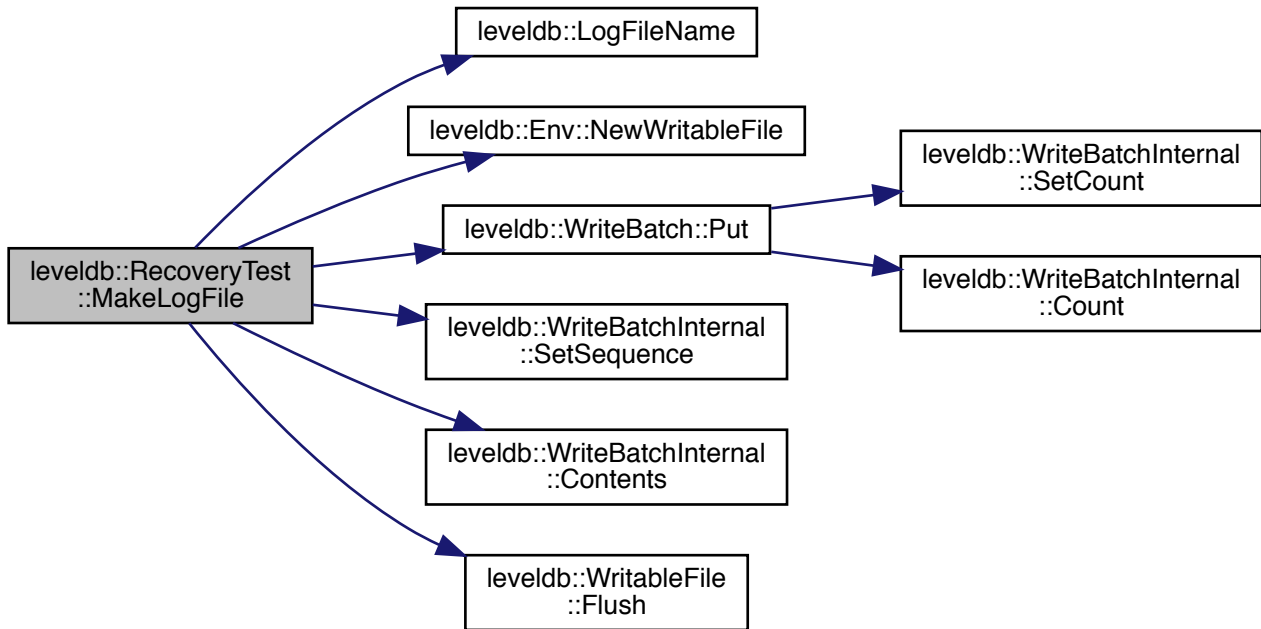 leveldb::LogFileName
leveldb::Env::NewWritableFile
leveldb::WriteBatchInternal
::SetCount
leveldb::WriteBatch::Put
leveldb::RecoveryTest
::MakeLogFile
leveldb::WriteBatchInternal
::Count
leveldb::WriteBatchInternal
::SetSequence
leveldb::WriteBatchInternal
::Contents
leveldb::WritableFile
::Flush